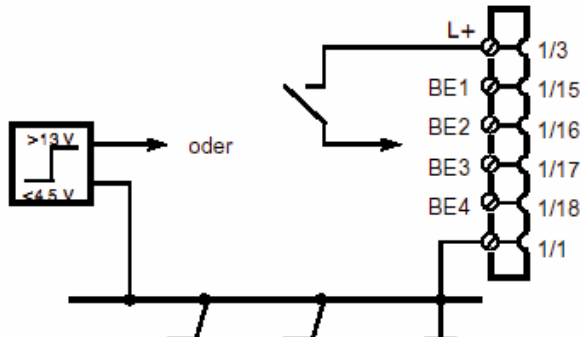 L+ 1/3
BE1 1/15
BE2 1/16
>13 V oder
BE3 1/17
≤4.5 V
BE4 1/18
1/1